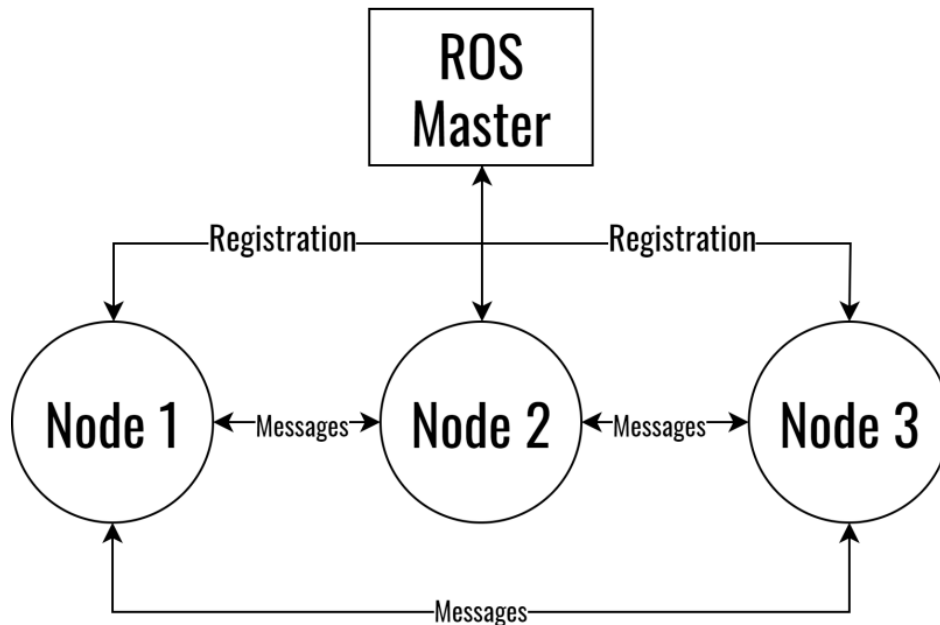 ROS
Master
Registration
Registration
Node 1
Messages
Node 2
Messages
Node 3
Messages